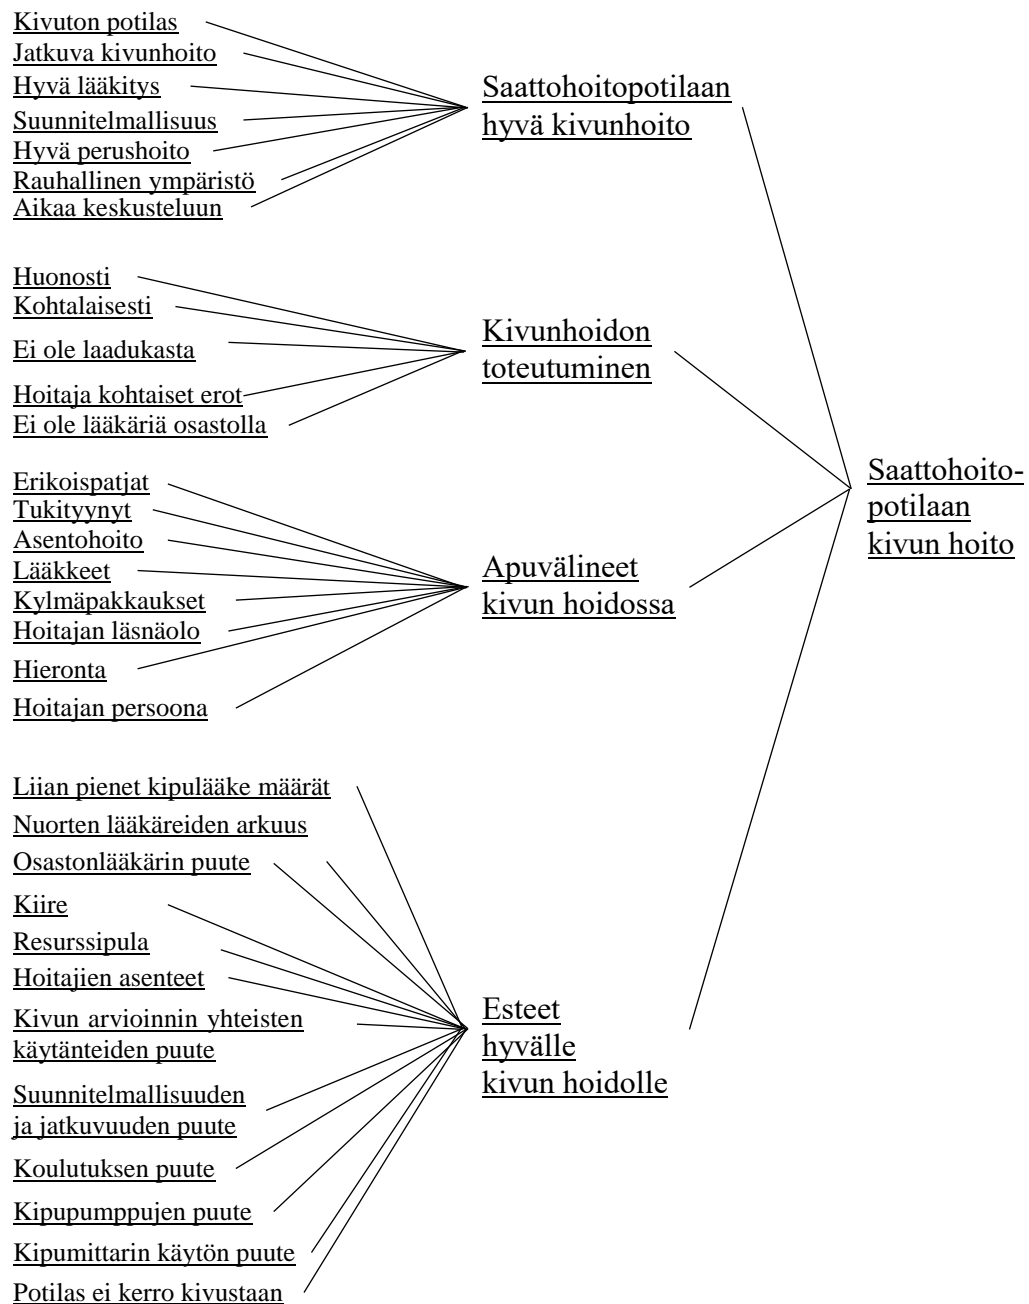 Kivuton potilas
Jatkuva kivunhoito
Hyvä lääkitys
Suunnitelmallisuus
Hyvä perushoito
Rauhallinen ympäristö
Aikaa keskusteluun
Saattohoitopotilaan
hyvä kivunhoito
Huonosti
Kohtalaisesti
Ei ole laadukasta
Hoitaja kohtaiset erot
Ei ole lääkäriä osastolla
Kivunhoidon
toteutuminen
Erikoispatjat
Tukityynyt
Asentohoito
Lääkkeet
Kylmäpakkaukset
Hoitajan läsnäolo
Hieronta
Hoitajan persoona
Apuvälineet
kivun hoidossa
Liian pienet kipulääke määrät
Nuorten lääkäreiden arkuus
Osastonlääkärin puute
Kiire
Resurssipula
Hoitajien asenteet
Kivun arvioinnin yhteisten
käytänteiden puute
Suunnitelmallisuuden
ja jatkuvuuden puute
Koulutuksen puute
Kipupumppujen puute
Kipumittarin käytön puute
Potilas ei kerro kivustaan
Esteet
hyvälle
kivun hoidolle
Saattohoito-
potilaan
kivun hoito